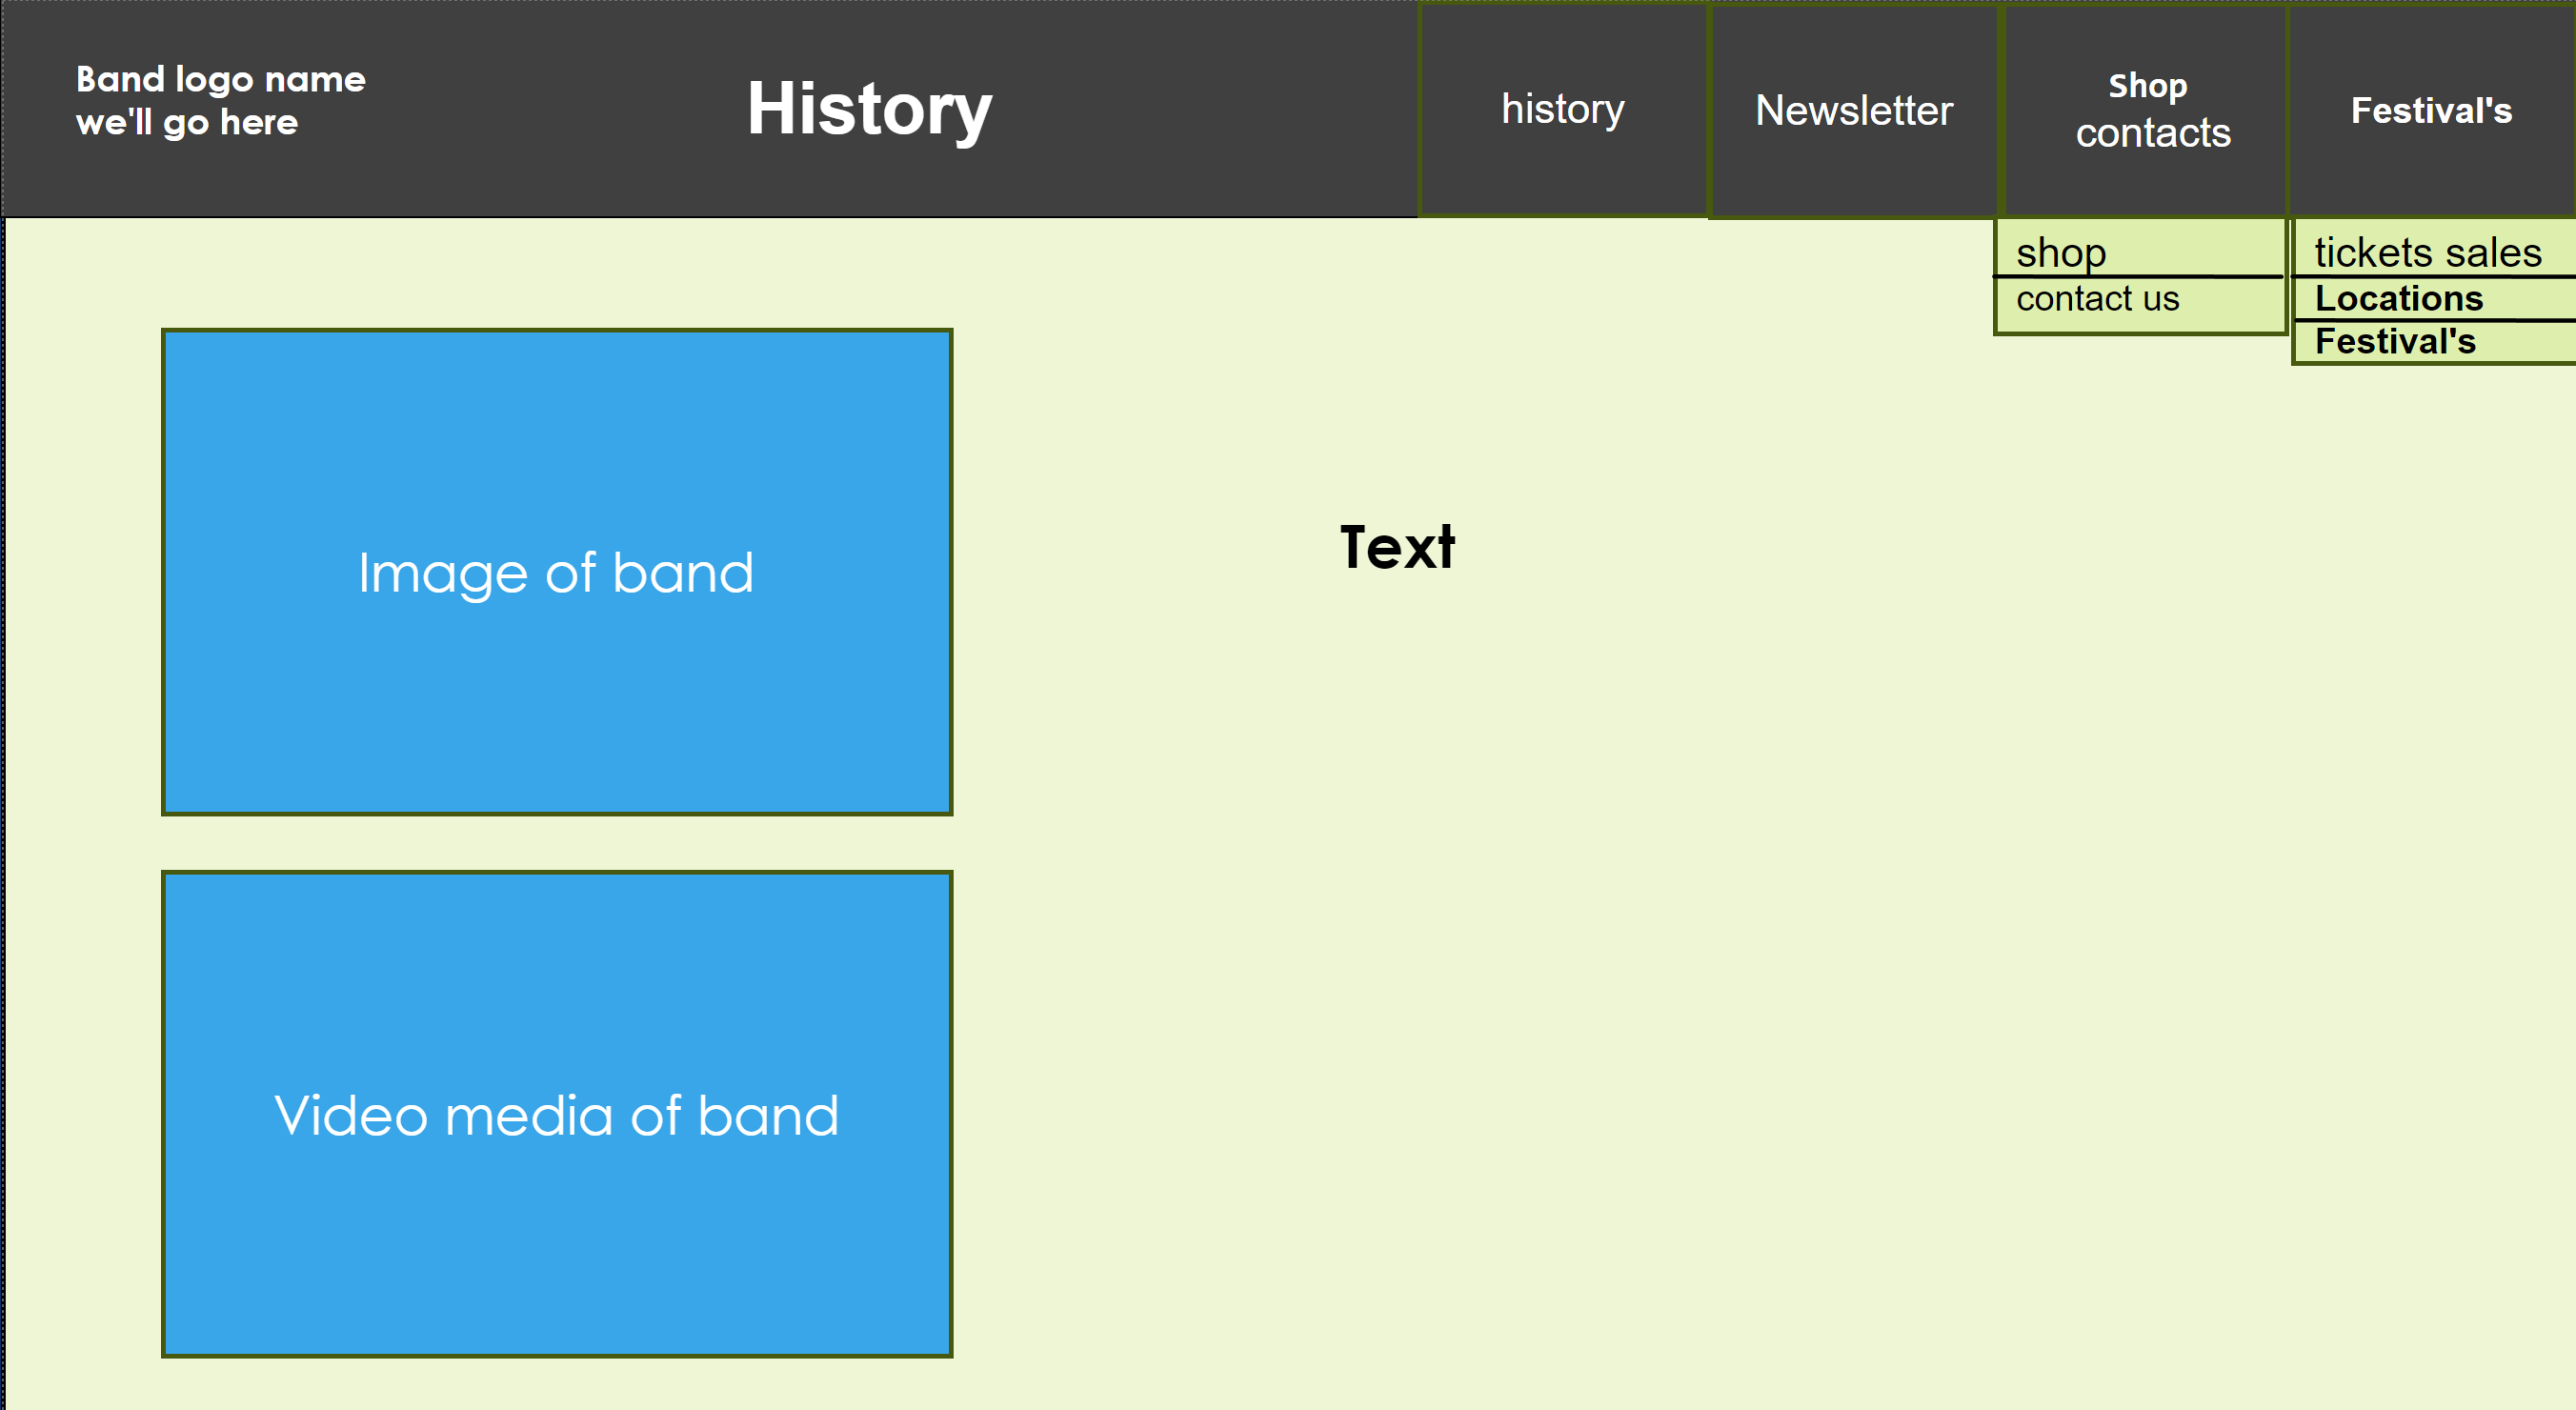 Band logo name
we'll go here
History
history
Newsletter
Shop
contacts
Festival's
shop
contact us
tickets sales
Locations
Festival's
Image of band
Text
Video media of band